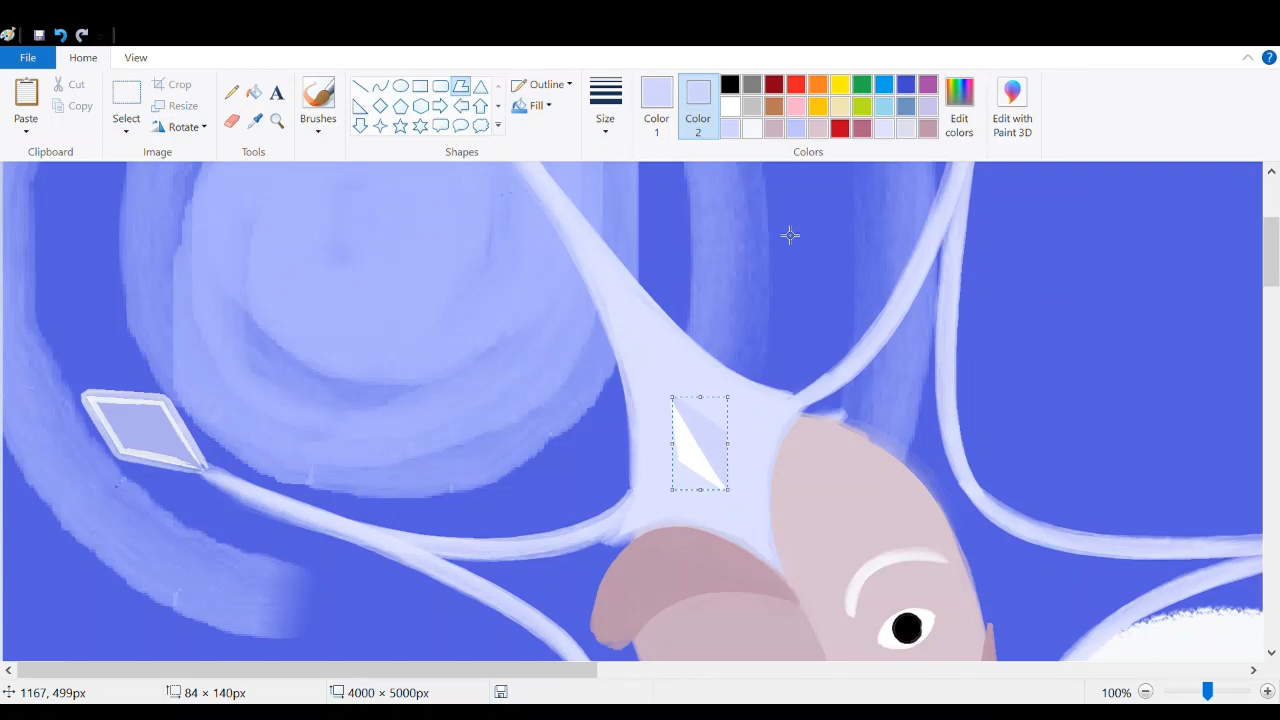 File Home View
Paste Cut Copy
Clipboard
Select Crop Resize Rotate
Image
Tools
Brushes
Outline Fill
Shapes
Size
Color 1 Color 2 Edit colors
Colors
Edit with Paint 3D
1167, 499px 84 × 140px 4000 × 5000px 100%